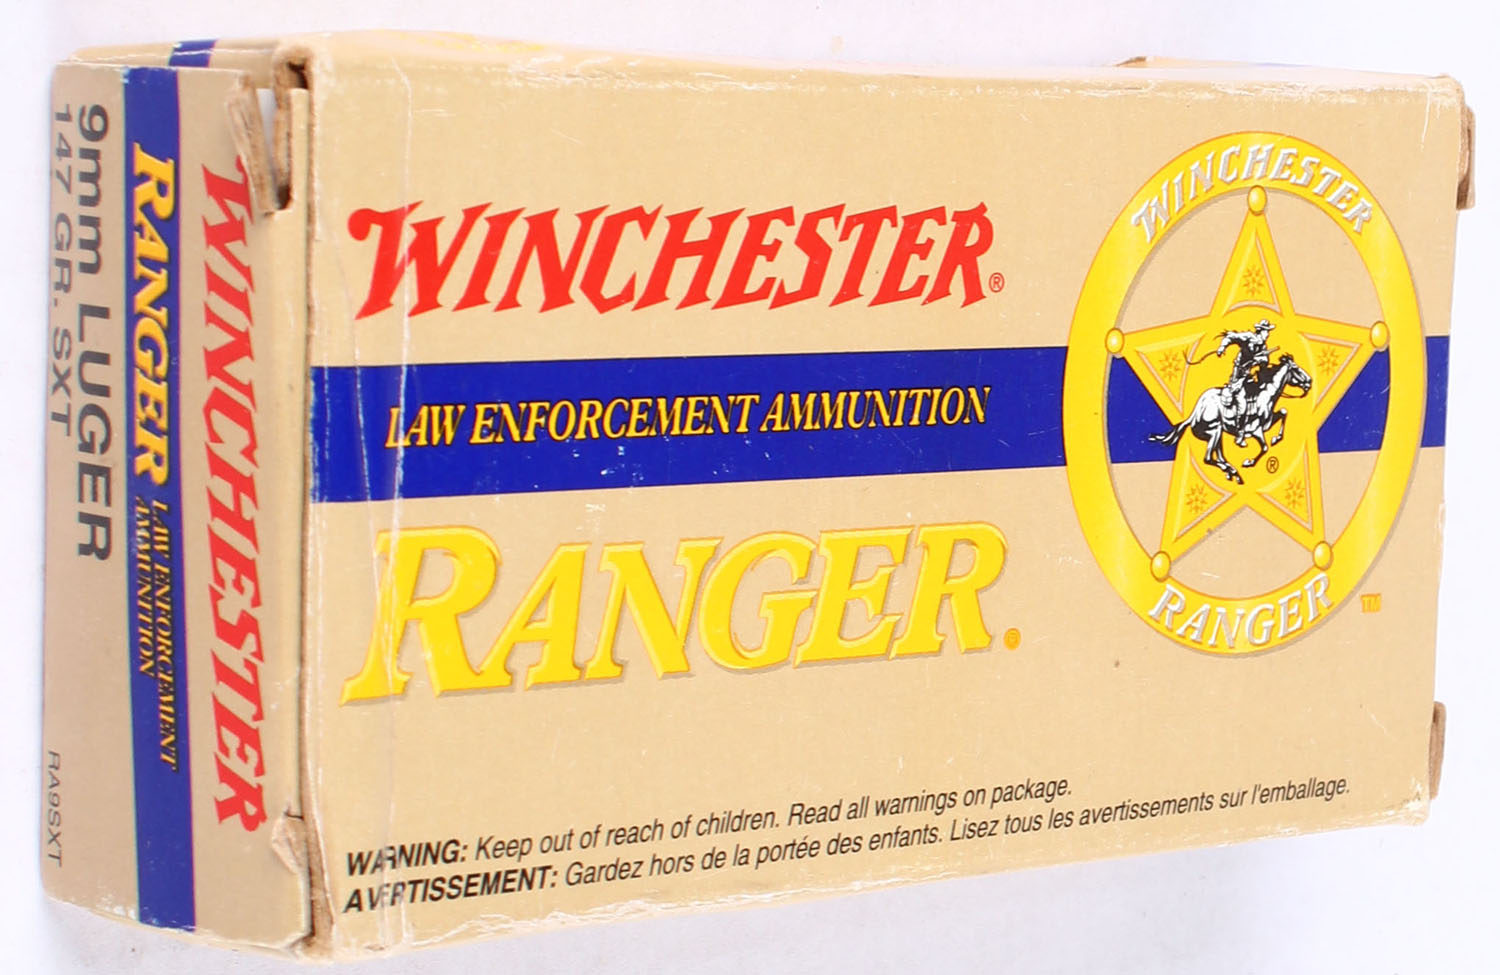 WINCHESTER®
LAW ENFORCEMENT AMMUNITION
RANGER®
WARNING: Keep out of reach of children. Read all warnings on package.
AVERTISSEMENT: Gardez hors de la portée des enfants. Lisez tous les avertissements sur l'emballage.
WINCHESTER
®
RANGER
TM
WINCHESTER
RANGER LAW ENFORCEMENT
AMMUNITION
9mm LUGER
147 GR. SXT
RA9SXT